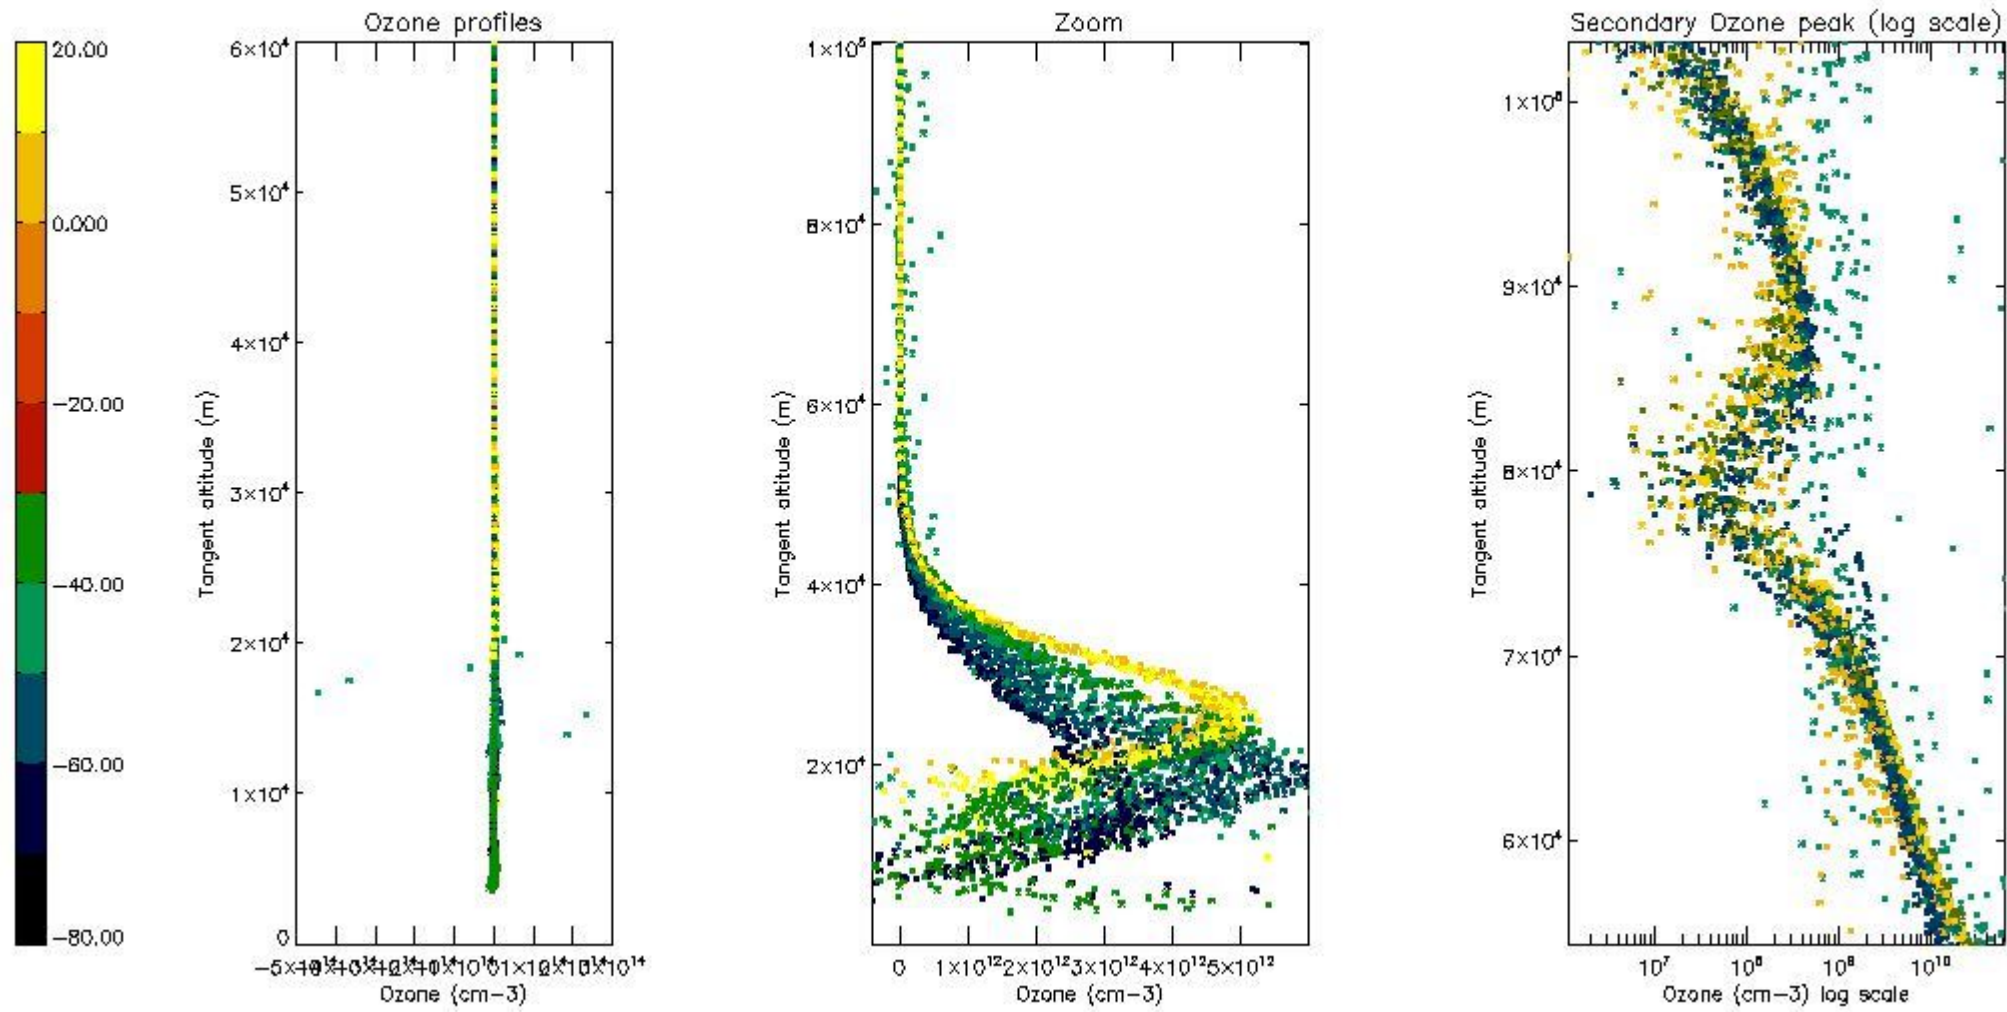 Ozone profiles
Zoom
Secondary Ozone peak (log scale)
20.00
0.000
−20.00
−40.00
−60.00
−80.00
6×10⁴
5×10⁴
4×10⁴
3×10⁴
2×10⁴
1×10⁴
0
Tangent altitude (m)
Ozone (cm−3)
1×10⁵
8×10⁴
6×10⁴
4×10⁴
2×10⁴
Tangent altitude (m)
0 1×10¹² 2×10¹² 3×10¹² 4×10¹² 5×10¹²
Ozone (cm−3)
1×10⁵
9×10⁴
8×10⁴
7×10⁴
6×10⁴
Tangent altitude (m)
10⁷ 10⁸ 10⁹ 10¹⁰
Ozone (cm−3) log scale